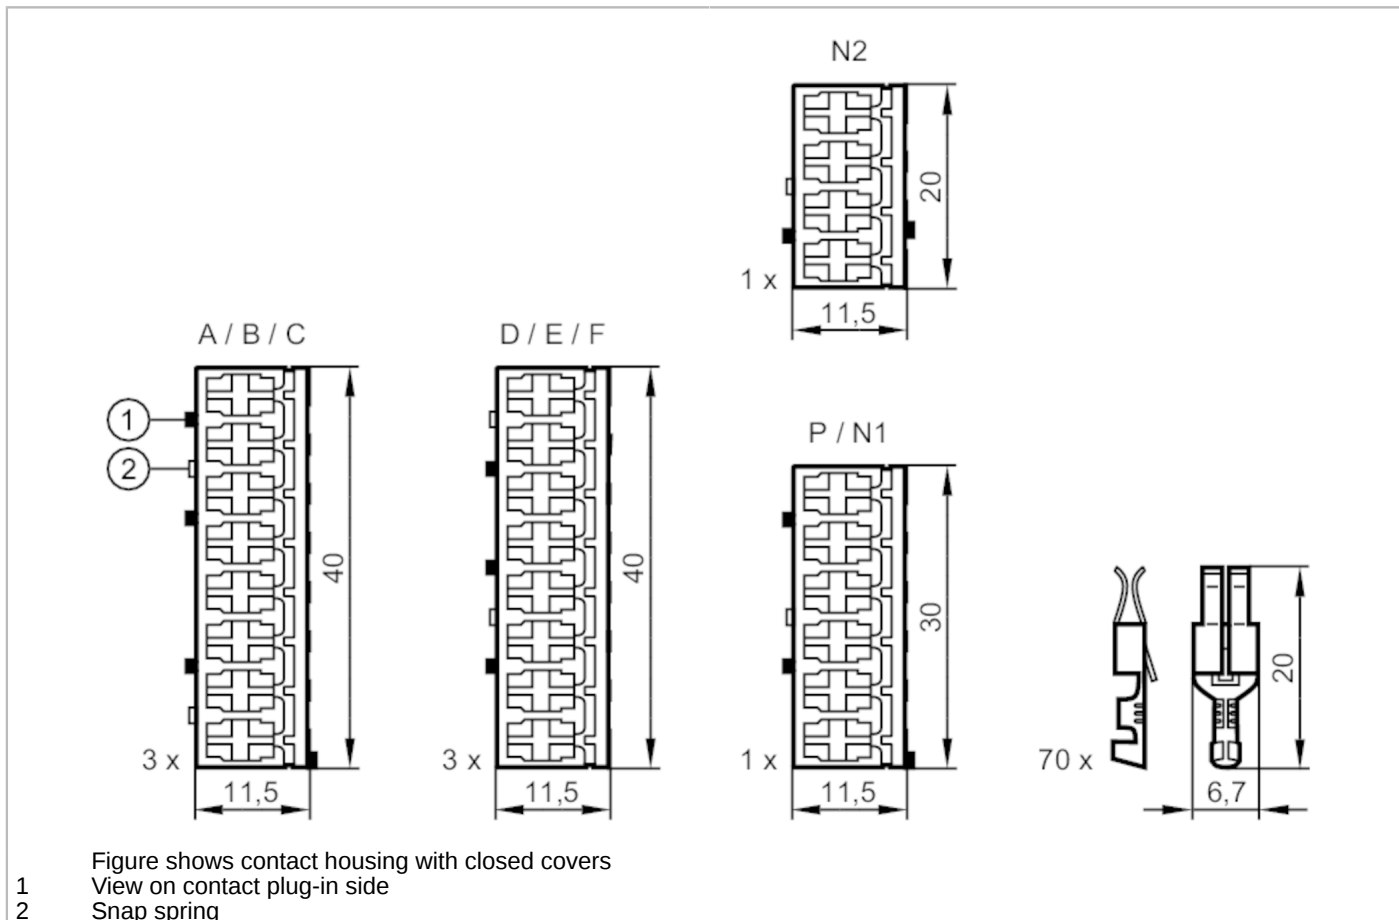 N2
20
1 x
11,5
A / B / C
1
2
40
3 x
11,5
D / E / F
40
3 x
11,5
P / N1
30
1 x
11,5
20
70 x
6,7
Figure shows contact housing with closed covers
1 View on contact plug-in side
2 Snap spring